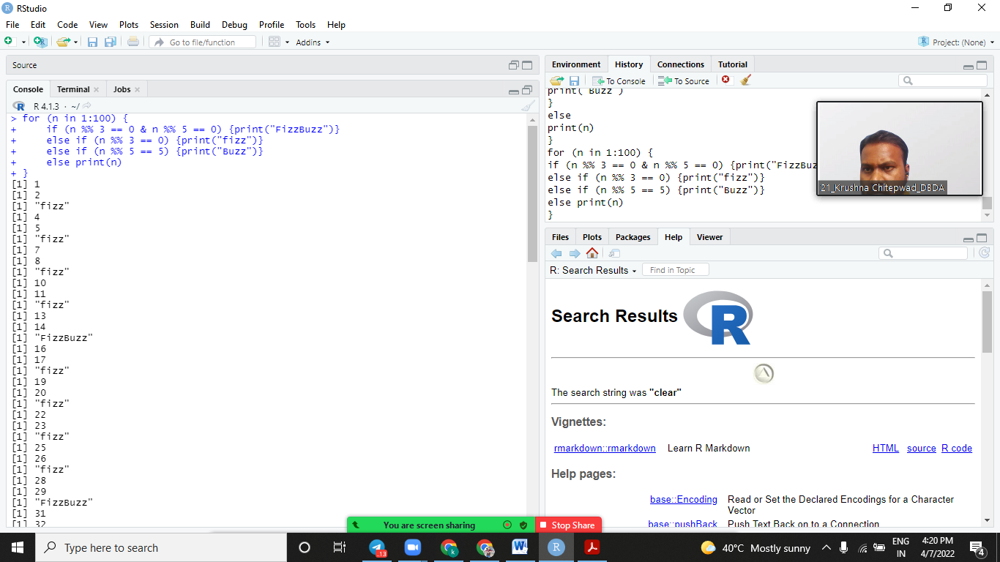 RStudio
File Edit Code View Plots Session Build Debug Profile Tools Help
Go to file/function Addins Project: (None)
Source
Console Terminal Jobs
R 4.1.3 · ~/
> for (n in 1:100) {
+     if (n %% 3 == 0 & n %% 5 == 0) {print("FizzBuzz")}
+     else if (n %% 3 == 0) {print("fizz")}
+     else if (n %% 5 == 5) {print("Buzz")}
+     else print(n)
+ }
[1] 1
[1] 2
[1] "fizz"
[1] 4
[1] 5
[1] "fizz"
[1] 7
[1] 8
[1] "fizz"
[1] 10
[1] 11
[1] "fizz"
[1] 13
[1] 14
[1] "FizzBuzz"
[1] 16
[1] 17
[1] "fizz"
[1] 19
[1] 20
[1] "fizz"
[1] 22
[1] 23
[1] "fizz"
[1] 25
[1] 26
[1] "fizz"
[1] 28
[1] 29
[1] "FizzBuzz"
[1] 31
[1] 32
Environment History Connections Tutorial
To Console To Source
print("Buzz")
}
else
print(n)
}
for (n in 1:100) {
if (n %% 3 == 0 & n %% 5 == 0) {print("FizzBuz
else if (n %% 3 == 0) {print("fizz")}
else if (n %% 5 == 5) {print("Buzz")}
else print(n)
}
21_Krushna Chitepwad_DBDA
Files Plots Packages Help Viewer
R: Search Results Find in Topic
Search Results R
The search string was "clear"
Vignettes:
rmarkdown::rmarkdown Learn R Markdown HTML source R code
Help pages:
base::Encoding Read or Set the Declared Encodings for a Character
Vector
base::pushBack Push Text Back on to a Connection
You are screen sharing Stop Share
Type here to search
13
40°C Mostly sunny
ENG
IN
4:20 PM
4/7/2022
4